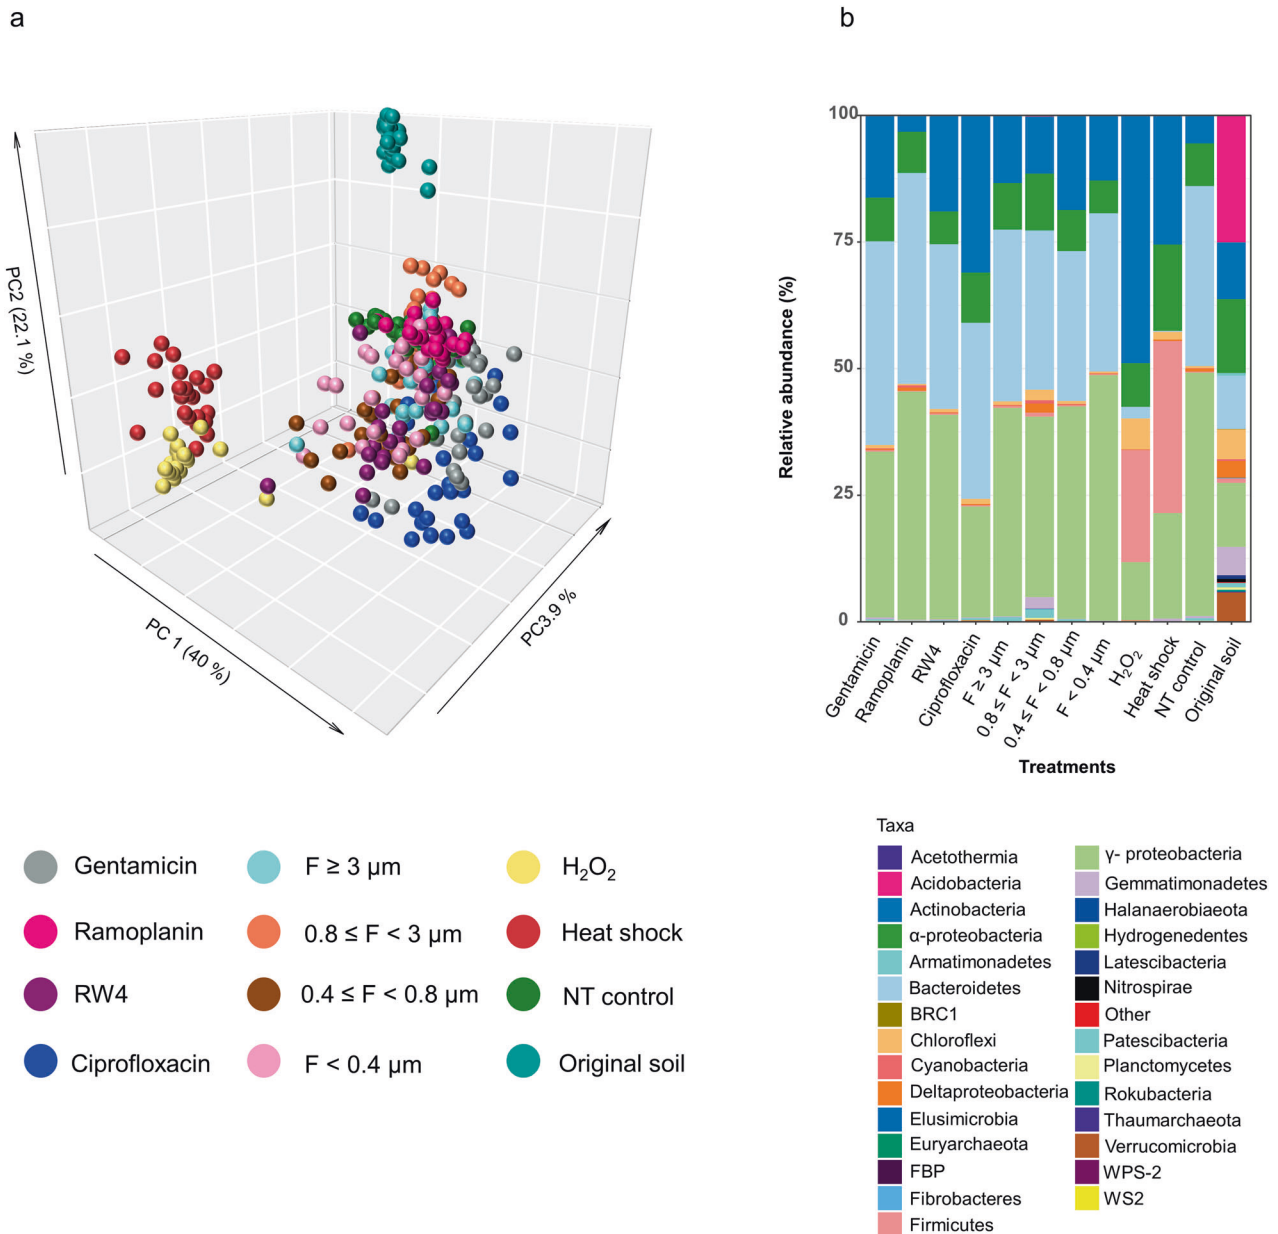 a
b
PC2 (22.1 %)
PC 1 (40 %)
PC3.9 %
Relative abundance (%)
100
75
50
25
0
Gentamicin
Ramoplanin
RW4
Ciprofloxacin
F ≥ 3 µm
0.8 ≤ F < 3 µm
0.4 ≤ F < 0.8 µm
F < 0.4 µm
H₂O₂
Heat shock
NT control
Original soil
Treatments
Gentamicin
F ≥ 3 µm
H₂O₂
Ramoplanin
0.8 ≤ F < 3 µm
Heat shock
RW4
0.4 ≤ F < 0.8 µm
NT control
Ciprofloxacin
F < 0.4 µm
Original soil
Taxa
Acetothermia
Acidobacteria
Actinobacteria
α-proteobacteria
Armatimonadetes
Bacteroidetes
BRC1
Chloroflexi
Cyanobacteria
Deltaproteobacteria
Elusimicrobia
Euryarchaeota
FBP
Fibrobacteres
Firmicutes
γ- proteobacteria
Gemmatimonadetes
Halanaerobiaeota
Hydrogenedentes
Latescibacteria
Nitrospirae
Other
Patescibacteria
Planctomycetes
Rokubacteria
Thaumarchaeota
Verrucomicrobia
WPS-2
WS2